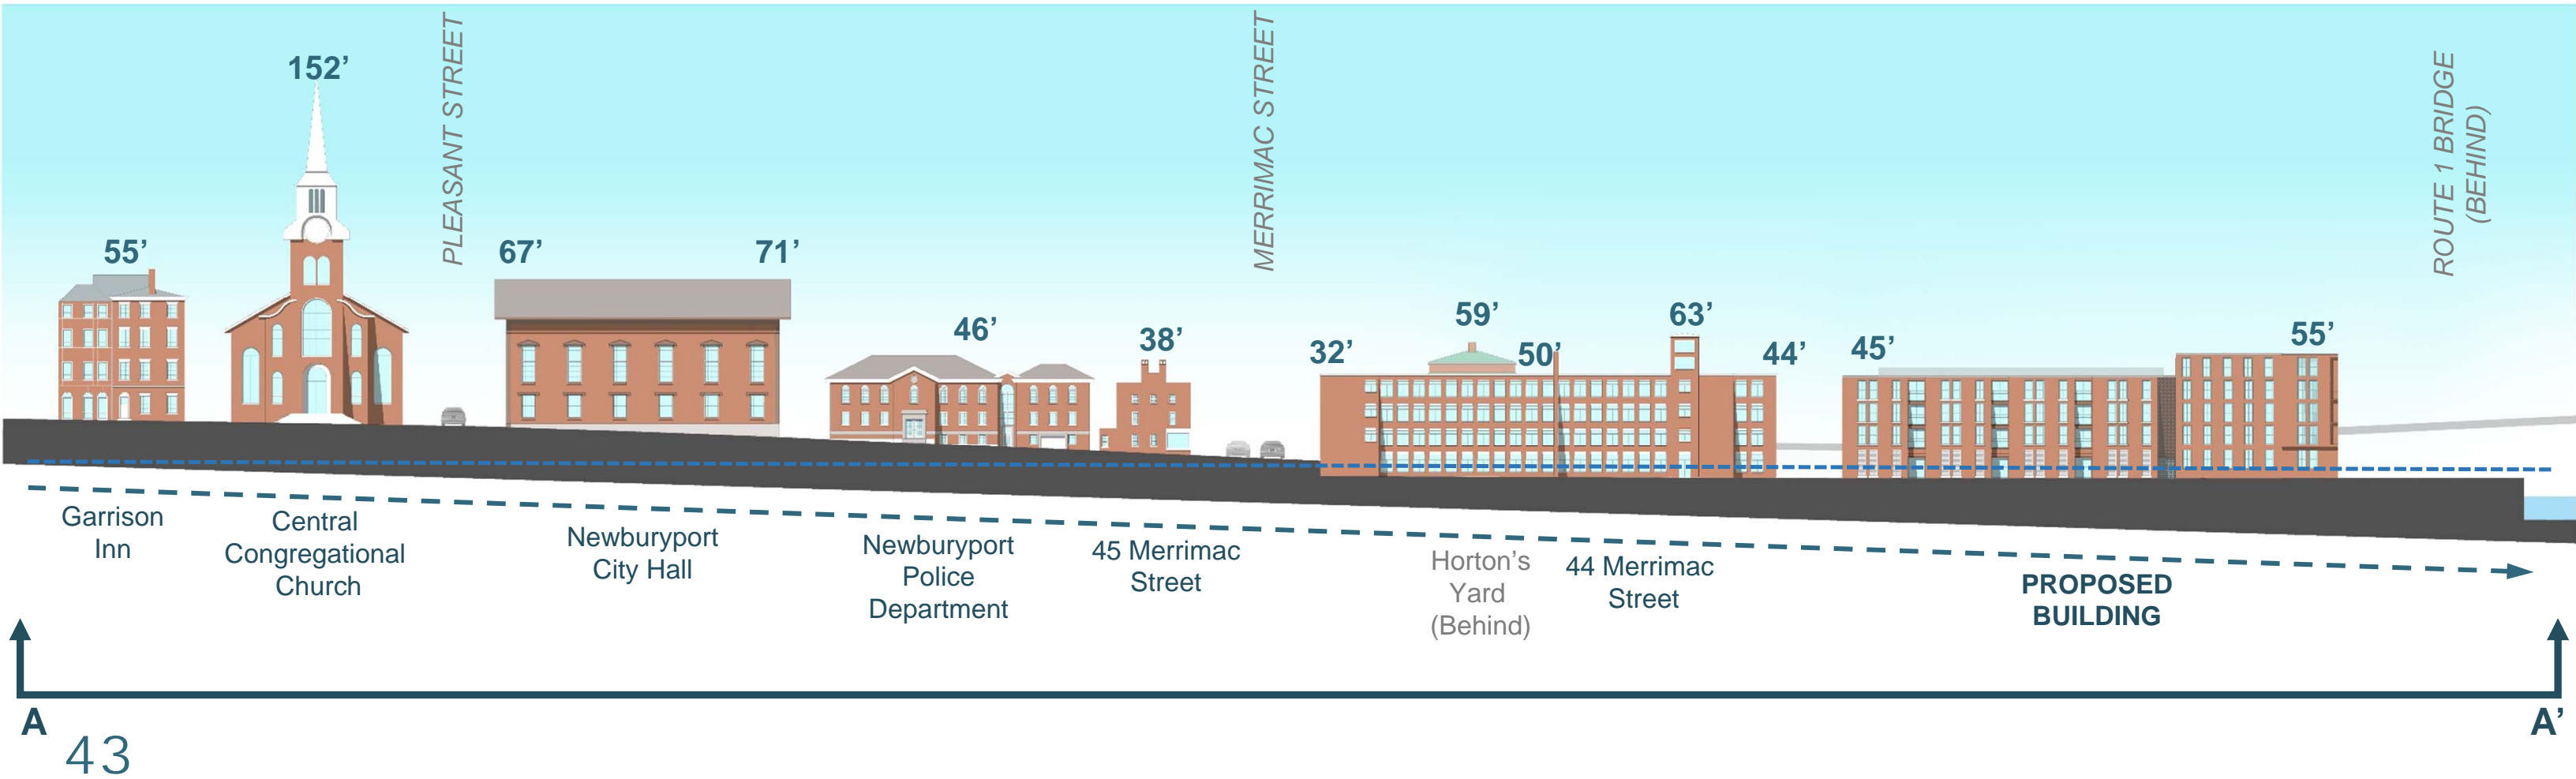 152’
PLEASANT STREET
MERRIMAC STREET
ROUTE 1 BRIDGE
(BEHIND)
55’
67’
71’
46’
38’
32’
59’
50’
63’
44’
45’
55’
Garrison
Inn
Central
Congregational
Church
Newburyport
City Hall
Newburyport
Police
Department
45 Merrimac
Street
Horton’s
Yard
(Behind)
44 Merrimac
Street
PROPOSED
BUILDING
A
A’
43